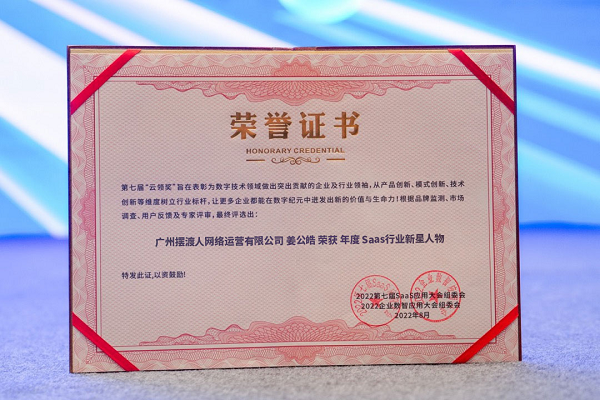 荣誉证书
HONORARY CREDENTIAL
第七届“云领奖”旨在表彰为数字技术领域做出突出贡献的企业及行业领袖，从产品创新、模式创新、技术
创新等维度树立行业标杆，让更多企业都能在数字纪元中迸发出新的价值与生命力！根据品牌监测、市场
调查、用户反馈及专家评审，最终评选出：
广州摆渡人网络运营有限公司 姜公皓 荣获 年度 Saas行业新星人物
特发此证，以资鼓励！
2022第七届SaaS应用大会组委会
2022企业数智应用大会组委会
2022年8月